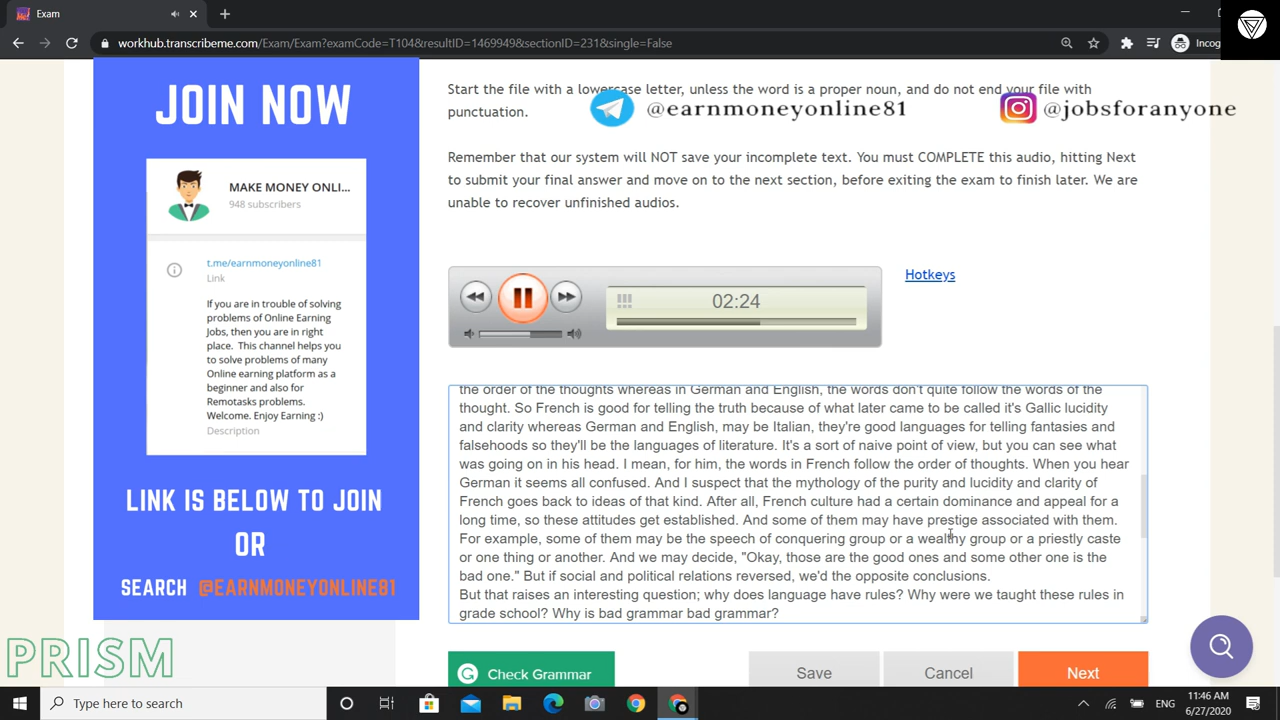 Exam
workhub.transcribeme.com/Exam/Exam?examCode=T104&resultID=1469949&sectionID=231&single=False
Incog
JOIN NOW
MAKE MONEY ONLI...
948 subscribers
t.me/earnmoneyonline81
Link
If you are in trouble of solving
problems of Online Earning
Jobs, then you are in right
place. This channel helps you
to solve problems of many
Online earning platform as a
beginner and also for
Remotasks problems.
Welcome. Enjoy Earning :)
Description
LINK IS BELOW TO JOIN
OR
SEARCH @EARNMONEYONLINE81
PRISM
Start the file with a lowercase letter, unless the word is a proper noun, and do not end your file with
punctuation.
@earnmoneyonline81
@jobsforanyone
Remember that our system will NOT save your incomplete text. You must COMPLETE this audio, hitting Next
to submit your final answer and move on to the next section, before exiting the exam to finish later. We are
unable to recover unfinished audios.
02:24
Hotkeys
the order of the thoughts whereas in German and English, the words don't quite follow the words of the
thought. So French is good for telling the truth because of what later came to be called it's Gallic lucidity
and clarity whereas German and English, may be Italian, they're good languages for telling fantasies and
falsehoods so they'll be the languages of literature. It's a sort of naive point of view, but you can see what
was going on in his head. I mean, for him, the words in French follow the order of thoughts. When you hear
German it seems all confused. And I suspect that the mythology of the purity and lucidity and clarity of
French goes back to ideas of that kind. After all, French culture had a certain dominance and appeal for a
long time, so these attitudes get established. And some of them may have prestige associated with them.
For example, some of them may be the speech of conquering group or a wealthy group or a priestly caste
or one thing or another. And we may decide, "Okay, those are the good ones and some other one is the
bad one." But if social and political relations reversed, we'd the opposite conclusions.
But that raises an interesting question; why does language have rules? Why were we taught these rules in
grade school? Why is bad grammar bad grammar?
Check Grammar
Save
Cancel
Next
Type here to search
ENG
11:46 AM
6/27/2020